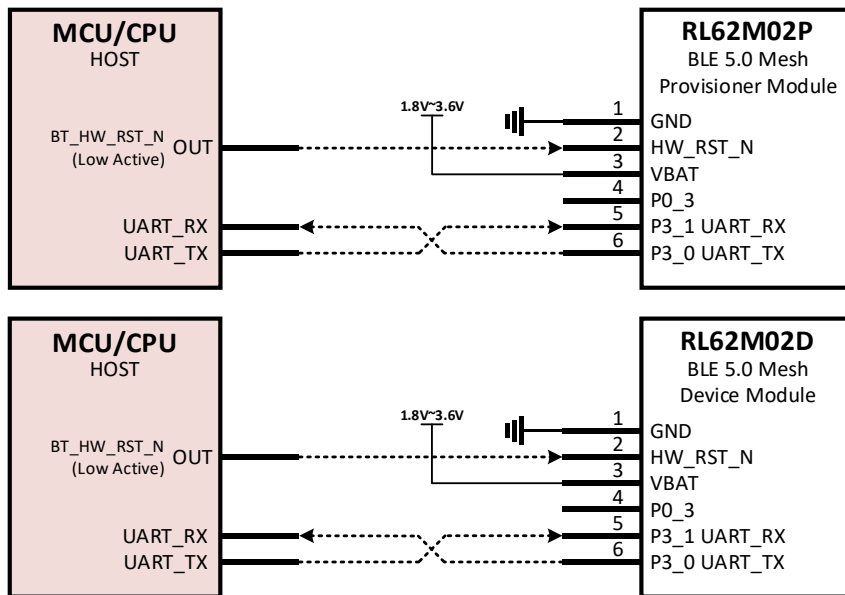 MCU/CPU
HOST
BT_HW_RST_N
(Low Active)
OUT
UART_RX
UART_TX
1.8V~3.6V
RL62M02P
BLE 5.0 Mesh
Provisioner Module
1 GND
2 HW_RST_N
3 VBAT
4 P0_3
5 P3_1 UART_RX
6 P3_0 UART_TX
MCU/CPU
HOST
BT_HW_RST_N
(Low Active)
OUT
UART_RX
UART_TX
1.8V~3.6V
RL62M02D
BLE 5.0 Mesh
Device Module
1 GND
2 HW_RST_N
3 VBAT
4 P0_3
5 P3_1 UART_RX
6 P3_0 UART_TX